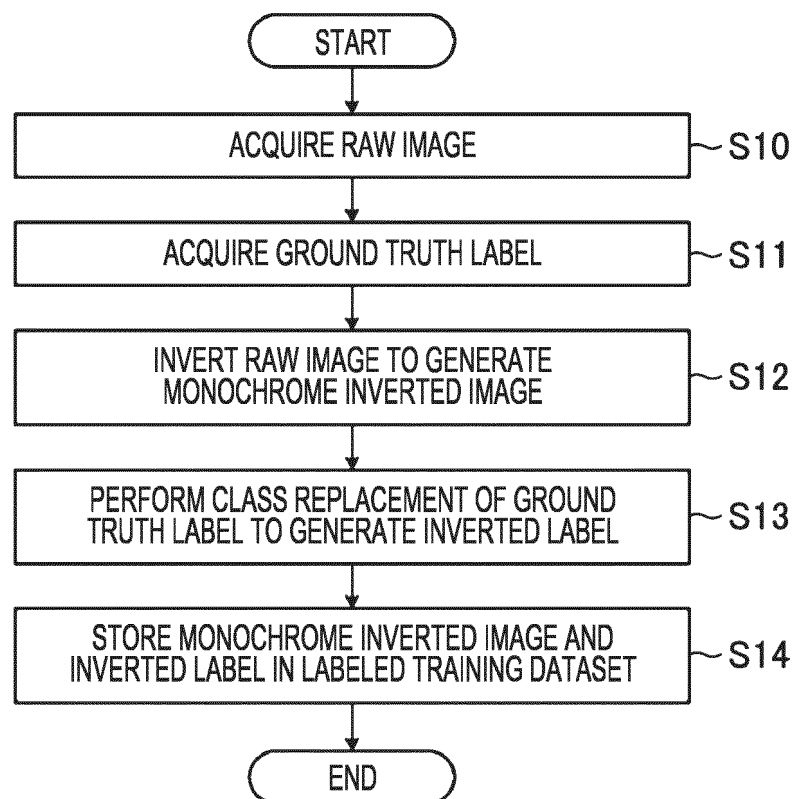 START
ACQUIRE RAW IMAGE
S10
ACQUIRE GROUND TRUTH LABEL
S11
INVERT RAW IMAGE TO GENERATE
MONOCHROME INVERTED IMAGE
S12
PERFORM CLASS REPLACEMENT OF GROUND
TRUTH LABEL TO GENERATE INVERTED LABEL
S13
STORE MONOCHROME INVERTED IMAGE AND
INVERTED LABEL IN LABELED TRAINING DATASET
S14
END